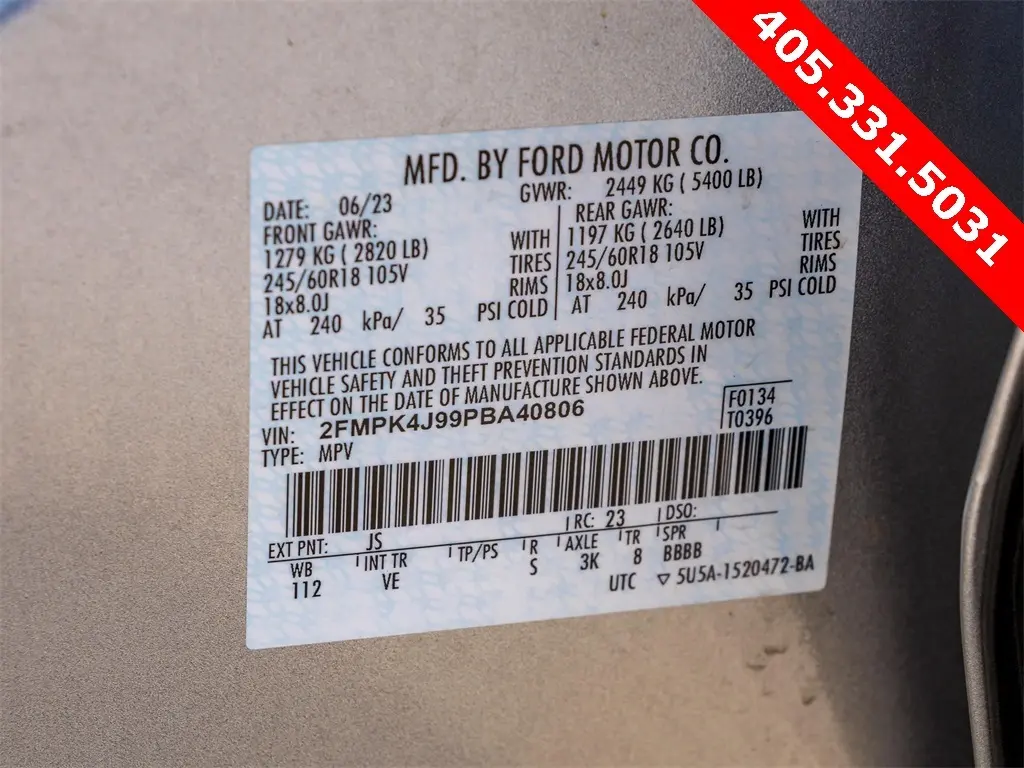 405.331.5031
MFD. BY FORD MOTOR CO.
DATE: 06/23 GVWR: 2449 KG ( 5400 LB)
FRONT GAWR: REAR GAWR:
1279 KG ( 2820 LB) WITH 1197 KG ( 2640 LB) WITH
245/60R18 105V TIRES 245/60R18 105V TIRES
18x8.0J RIMS 18x8.0J RIMS
AT 240 kPa/ 35 PSI COLD AT 240 kPa/ 35 PSI COLD
THIS VEHICLE CONFORMS TO ALL APPLICABLE FEDERAL MOTOR
VEHICLE SAFETY AND THEFT PREVENTION STANDARDS IN
EFFECT ON THE DATE OF MANUFACTURE SHOWN ABOVE.
F0134
VIN: 2FMPK4J99PBA40806 T0396
TYPE: MPV
EXT PNT: JS RC: 23 DSO:
WB INT TR TP/PS R AXLE TR SPR
112 VE S 3K 8 BBBB
UTC ▽ 5U5A-1520472-BA